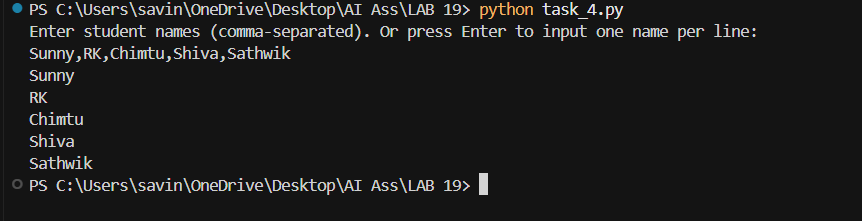 PS C:\Users\savin\OneDrive\Desktop\AI Ass\LAB 19> python task_4.py
Enter student names (comma-separated). Or press Enter to input one name per line:
Sunny,RK,Chimtu,Shiva,Sathwik
Sunny
RK
Chimtu
Shiva
Sathwik
PS C:\Users\savin\OneDrive\Desktop\AI Ass\LAB 19>